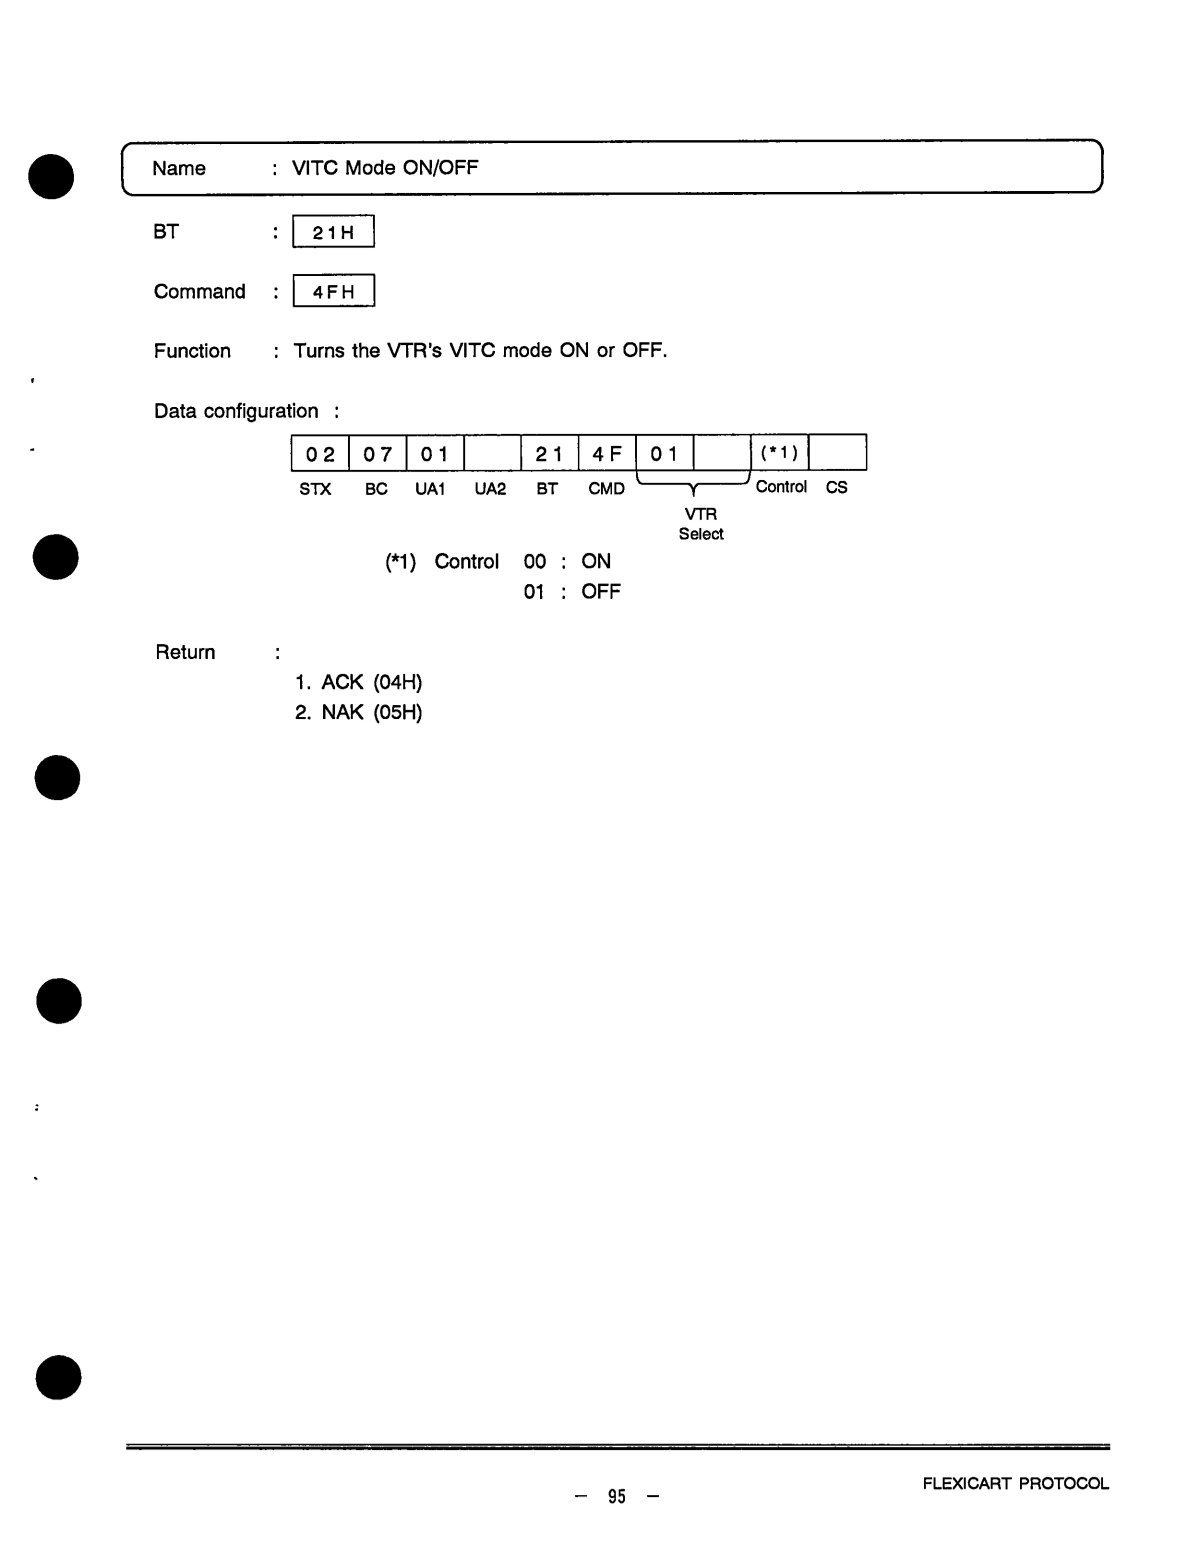 Name : VITC Mode ON/OFF
BT : 21H
Command : 4FH
Function : Turns the VTR's VITC mode ON or OFF.
Data configuration :
02 07 01 21 4F 01 (*1)
STX BC UA1 UA2 BT CMD Control CS
VTR
Select
(*1) Control 00 : ON
01 : OFF
Return :
1. ACK (04H)
2. NAK (05H)
FLEXICART PROTOCOL
— 95 —